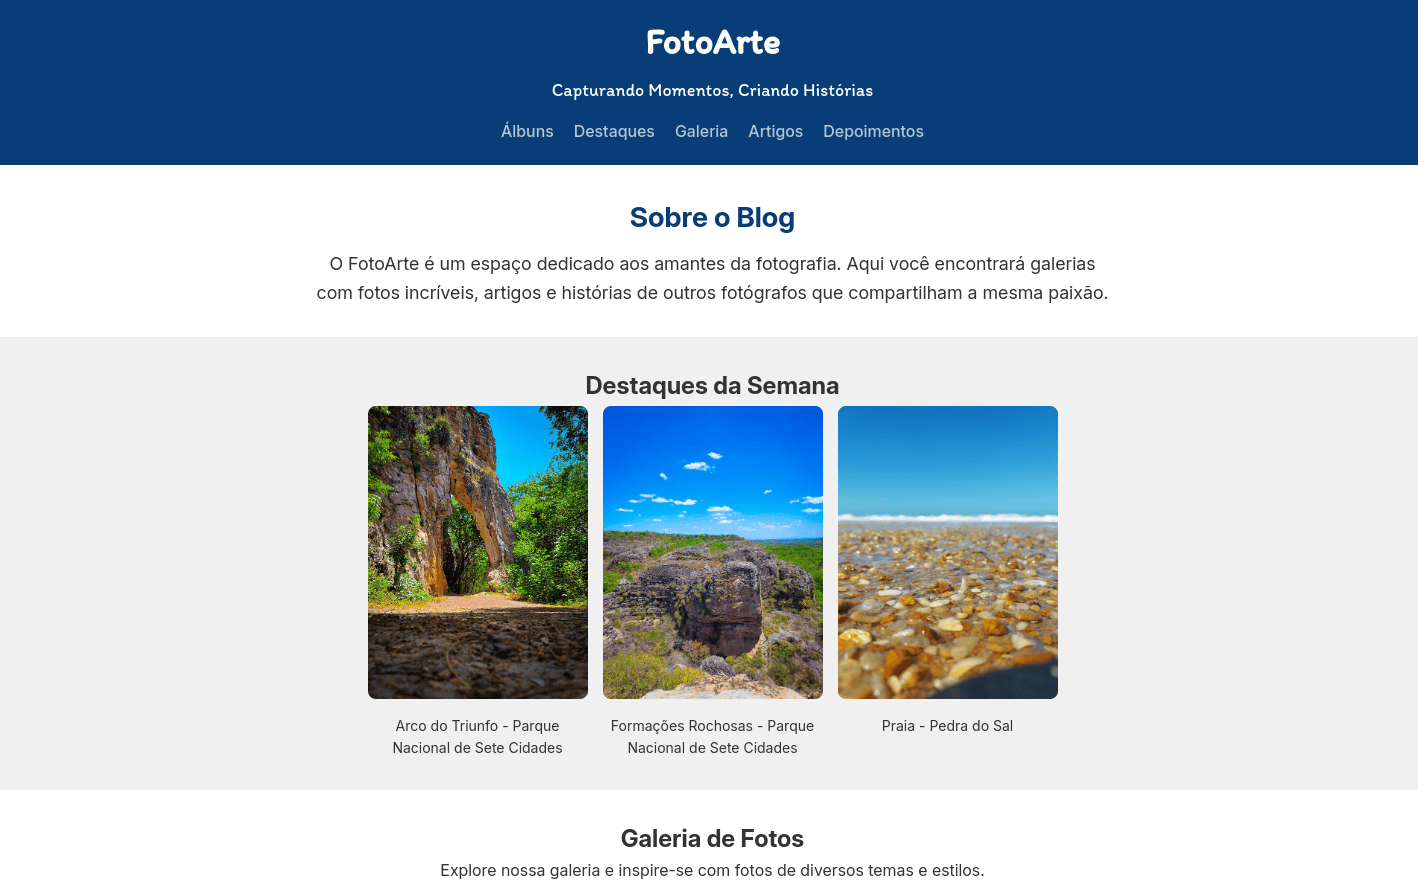 FotoArte
Capturando Momentos, Criando Histórias
Álbuns Destaques Galeria Artigos Depoimentos
Sobre o Blog
O FotoArte é um espaço dedicado aos amantes da fotografia. Aqui você encontrará galerias
com fotos incríveis, artigos e histórias de outros fotógrafos que compartilham a mesma paixão.
Destaques da Semana
Arco do Triunfo - Parque
Nacional de Sete Cidades
Formações Rochosas - Parque
Nacional de Sete Cidades
Praia - Pedra do Sal
Galeria de Fotos
Explore nossa galeria e inspire-se com fotos de diversos temas e estilos.